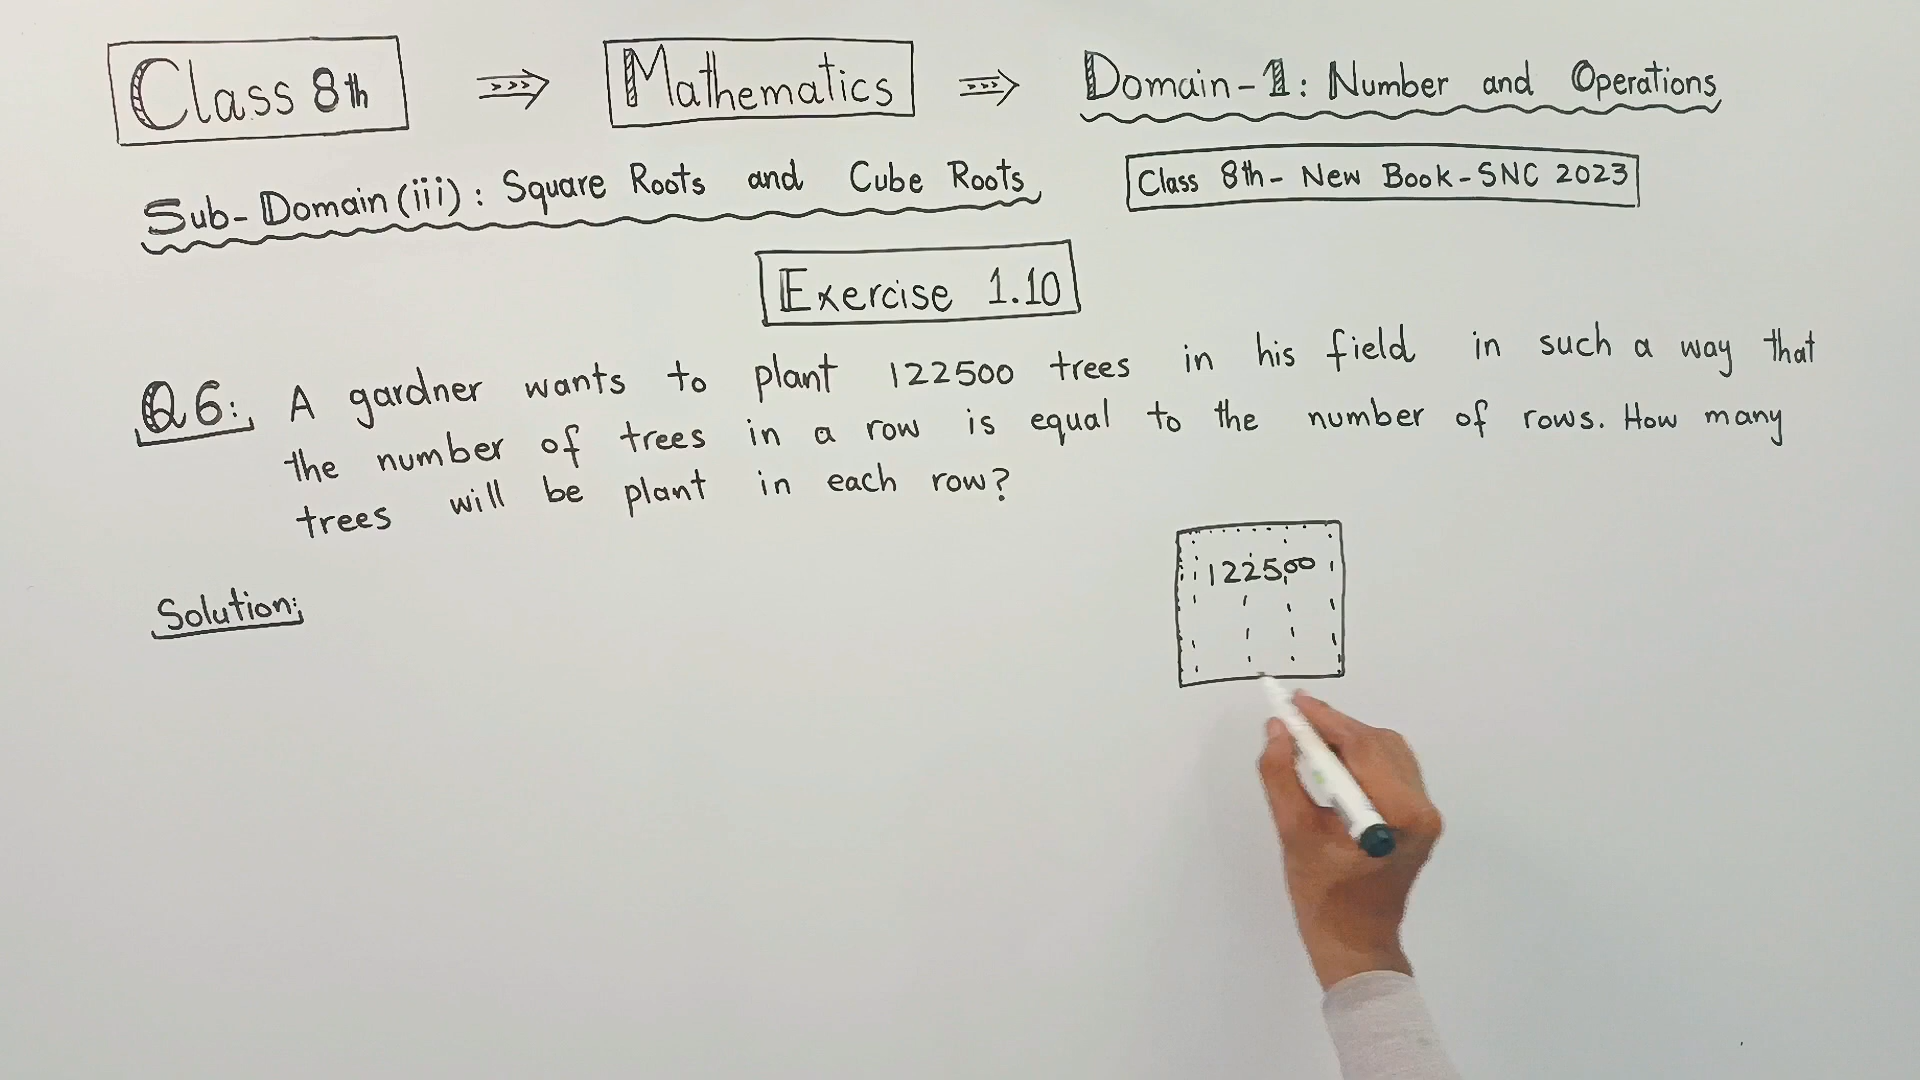 Class 8th
Mathematics
Domain-1: Number and Operations
Sub-Domain (iii): Square Roots and Cube Roots
Class 8th - New Book - SNC 2023
Exercise 1.10
Q6: A gardner wants to plant 122500 trees in his field in such a way that
the number of trees in a row is equal to the number of rows. How many
trees will be plant in each row?
122500
Solution: